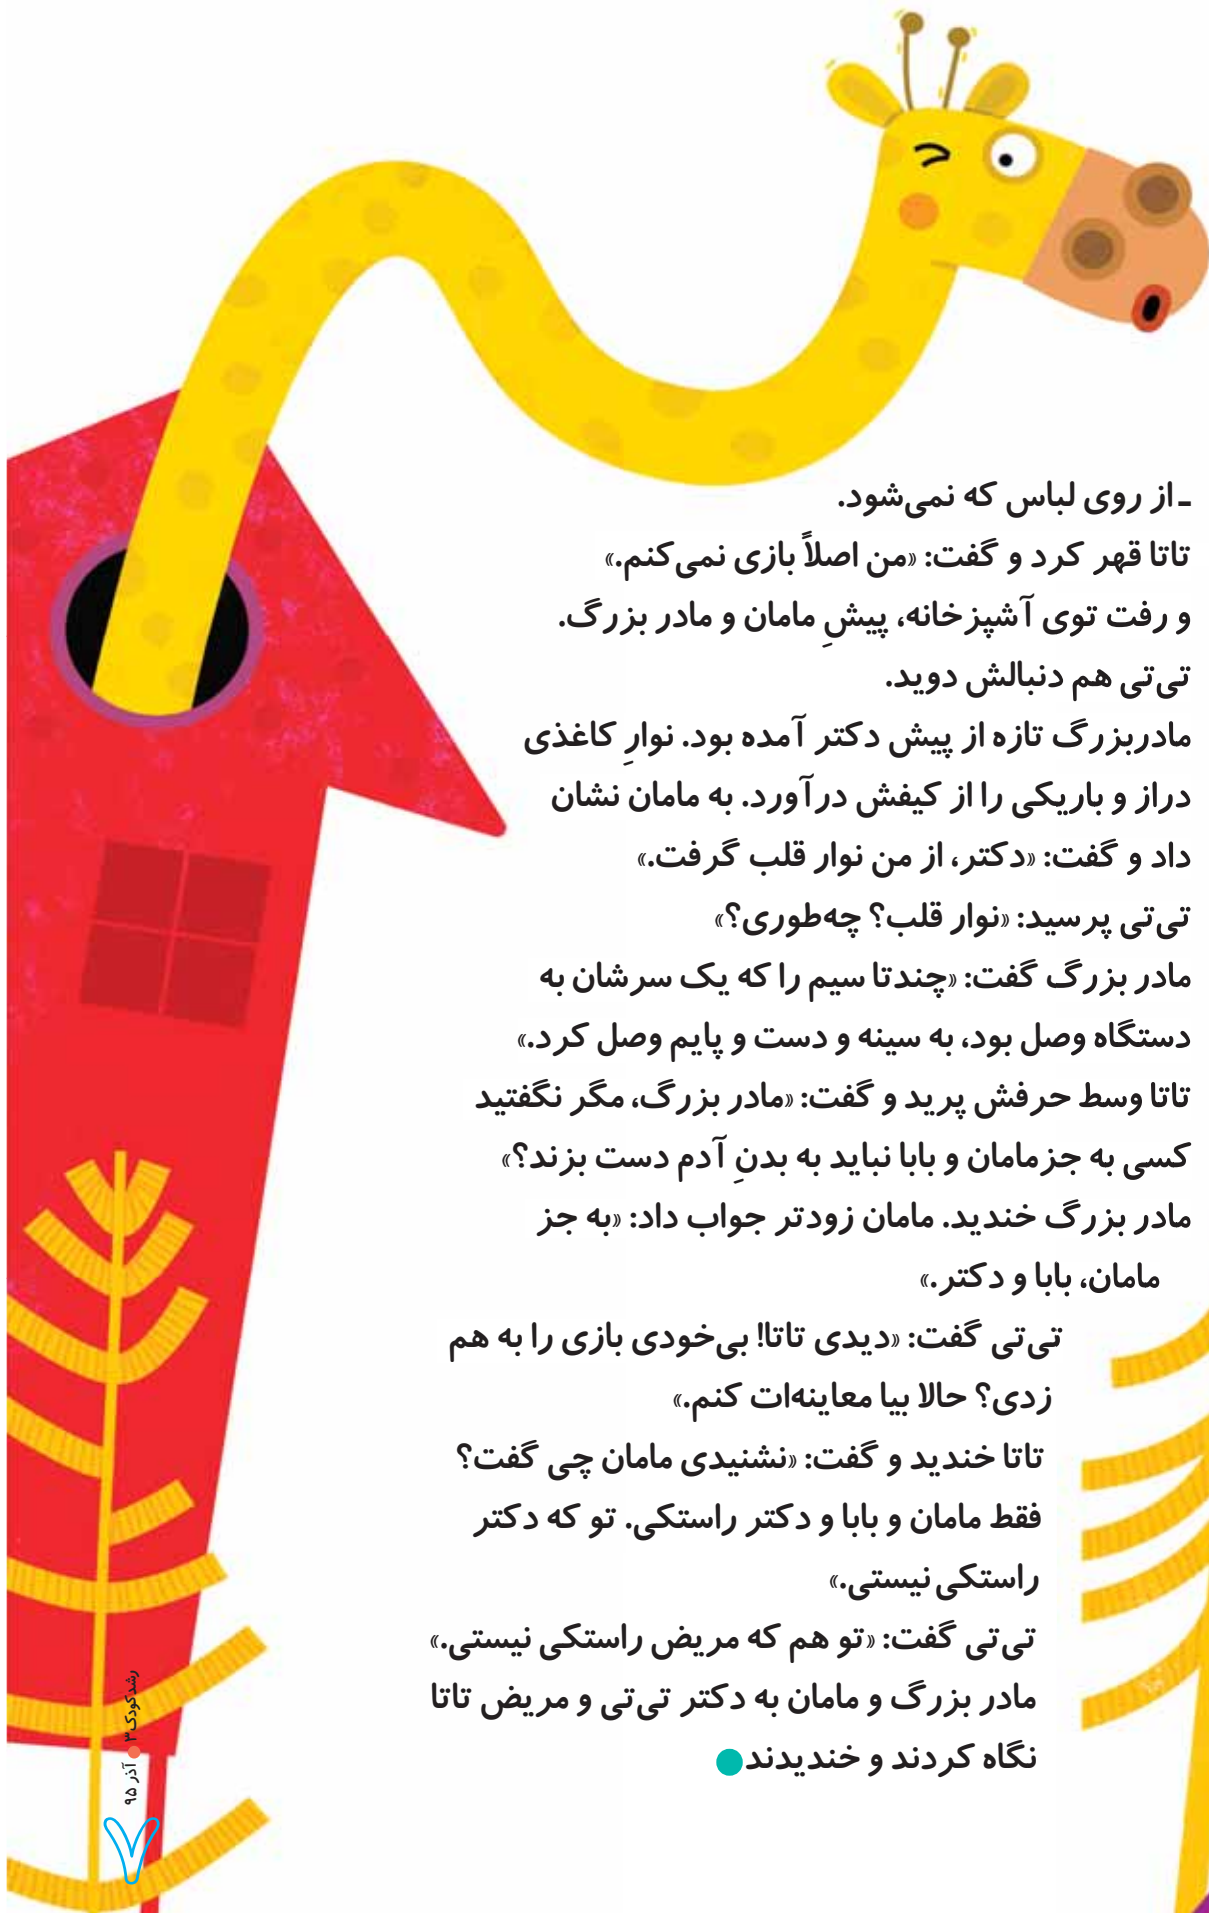 ـ از روی لباس که نمی‌شود.
تاتا قهر کرد و گفت: «من اصلاً بازی نمی‌کنم.»
و رفت توی آشپزخانه، پیشِ مامان و مادر بزرگ.
تی‌تی هم دنبالش دوید.
مادربزرگ تازه از پیش دکتر آمده بود. نوارِ کاغذی
دراز و باریکی را از کیفش درآورد. به مامان نشان
داد و گفت: «دکتر، از من نوار قلب گرفت.»
تی‌تی پرسید: «نوار قلب؟ چه‌طوری؟»
مادر بزرگ گفت: «چندتا سیم را که یک سرشان به
دستگاه وصل بود، به سینه و دست و پایم وصل کرد.»
تاتا وسط حرفش پرید و گفت: «مادر بزرگ، مگر نگفتید
کسی به جزمامان و بابا نباید به بدنِ آدم دست بزند؟»
مادر بزرگ خندید. مامان زودتر جواب داد: «به جز
مامان، بابا و دکتر.»
تی‌تی گفت: «دیدی تاتا! بی‌خودی بازی را به هم
زدی؟ حالا بیا معاینه‌ات کنم.»
تاتا خندید و گفت: «نشنیدی مامان چی گفت؟
فقط مامان و بابا و دکتر راستکی. تو که دکتر
راستکی نیستی.»
تی‌تی گفت: «تو هم که مریض راستکی نیستی.»
مادر بزرگ و مامان به دکتر تی‌تی و مریض تاتا
نگاه کردند و خندیدند
رشدکودک ۳ ● آذر ۹۵
۷